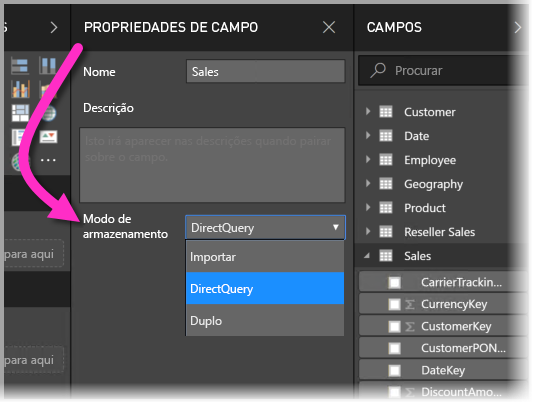 S
PROPRIEDADES DE CAMPO
CAMPOS
Nome
Sales
Procurar
Descrição
Isto irá aparecer nas descrições quando pairar
sobre o campo.
Modo de
armazenamento
DirectQuery
Importar
DirectQuery
Duplo
para aqui
para aqui
Customer
Date
Employee
Geography
Product
Reseller Sales
Sales
CarrierTrackin...
CurrencyKey
CustomerKey
CustomerPON...
DateKey
DiscountAmo...